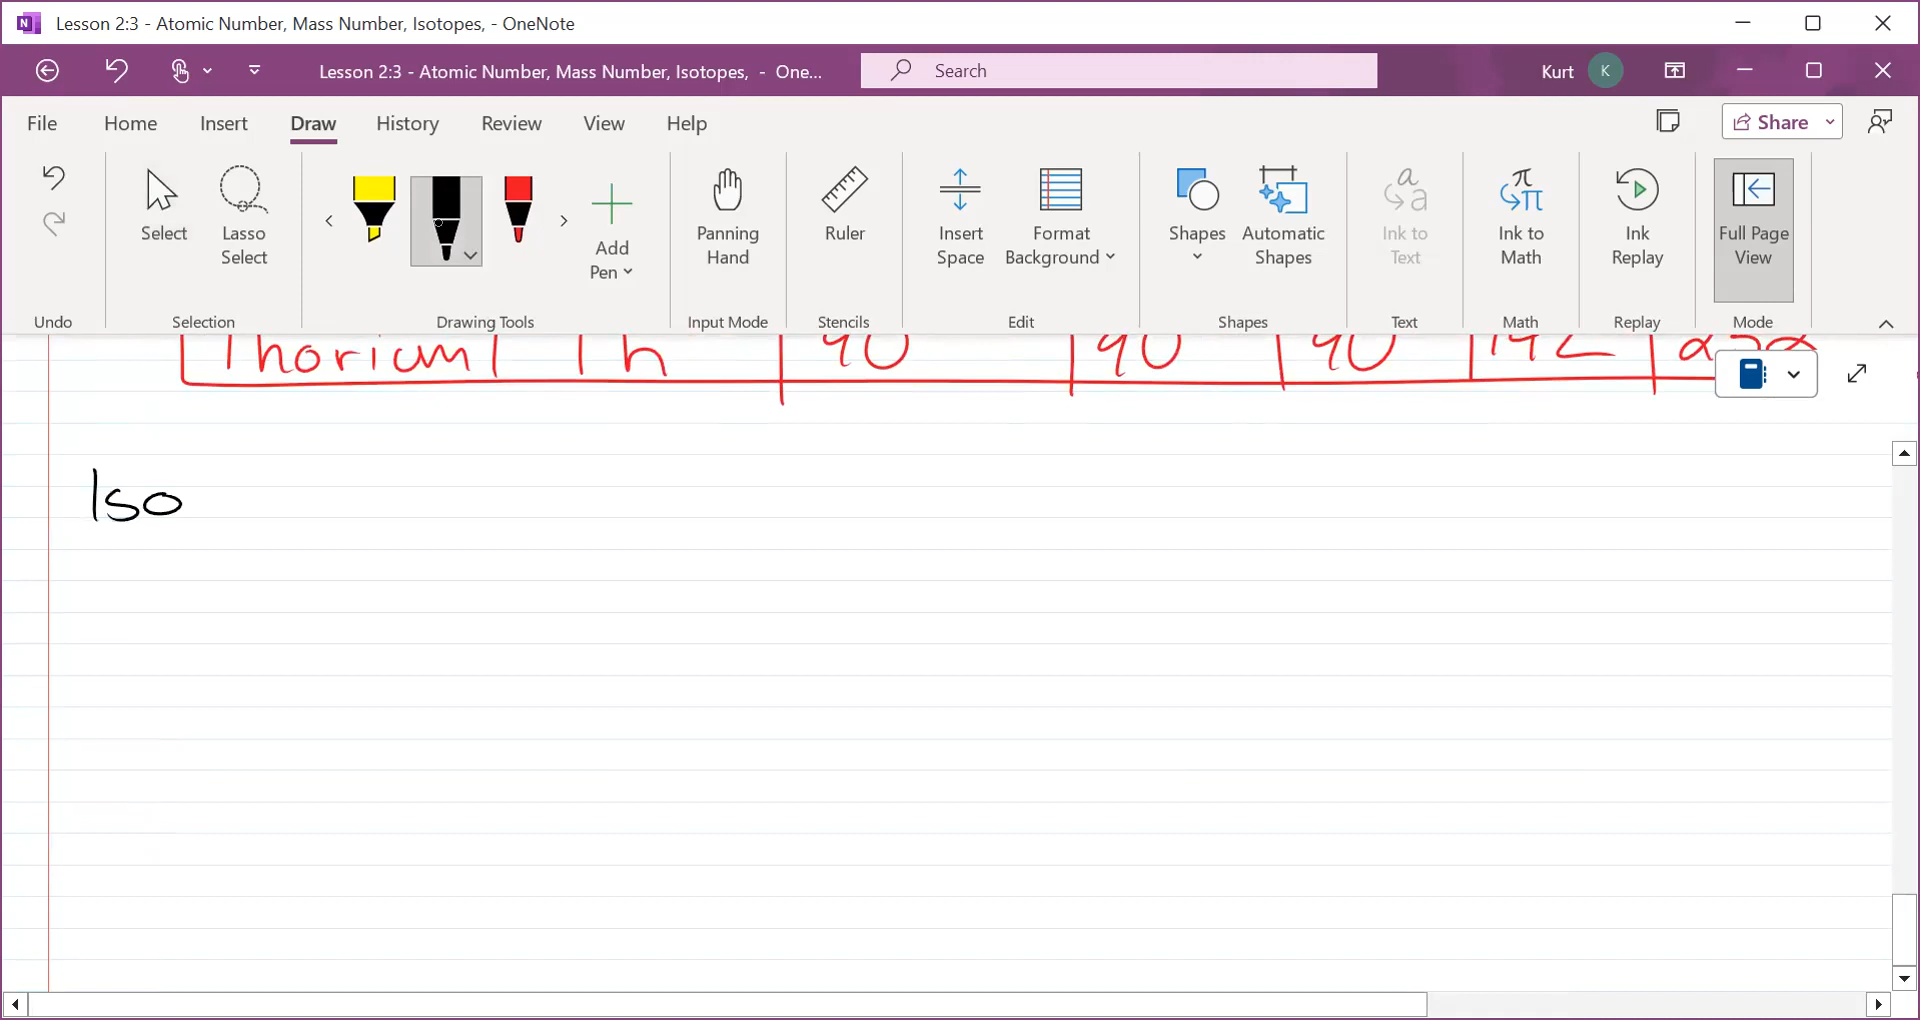 Lesson 2:3 - Atomic Number, Mass Number, Isotopes, - OneNote
Lesson 2:3 - Atomic Number, Mass Number, Isotopes, - One... Search Kurt K
File Home Insert Draw History Review View Help Share
Select Lasso Select Add Pen Panning Hand Ruler Insert Space Format Background Shapes Automatic Shapes Ink to Text Ink to Math Ink Replay Full Page View
Undo Selection Drawing Tools Input Mode Stencils Edit Shapes Text Math Replay Mode
Thorium Th 90 90 90 142 232
Iso